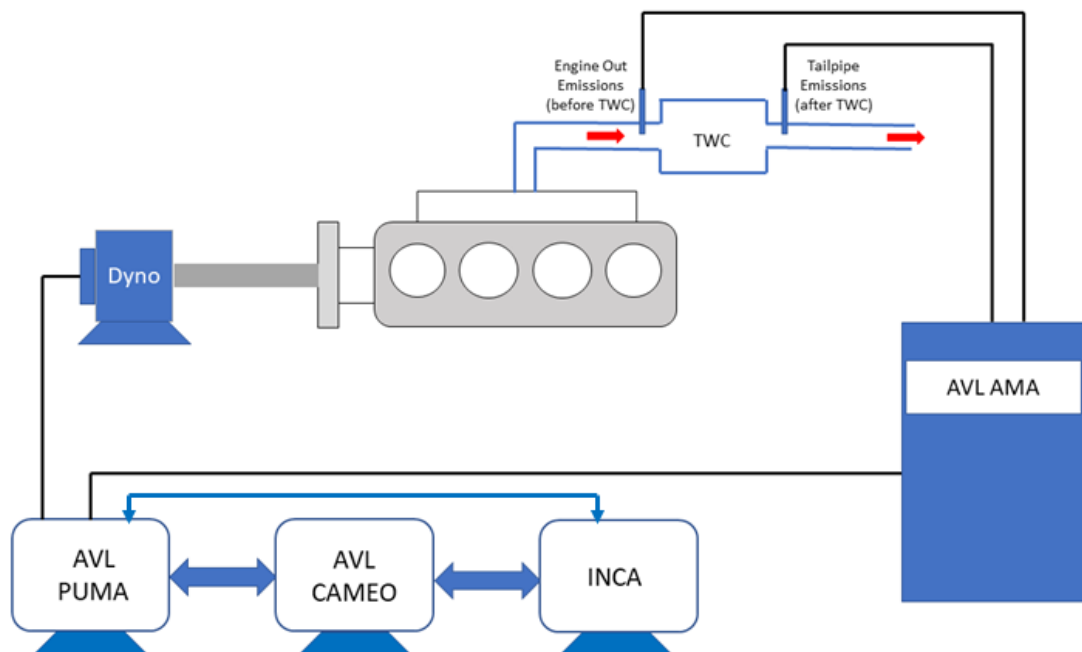 Engine Out
Emissions
(before TWC)
Tailpipe
Emissions
(after TWC)
TWC
Dyno
AVL AMA
AVL
PUMA
AVL
CAMEO
INCA